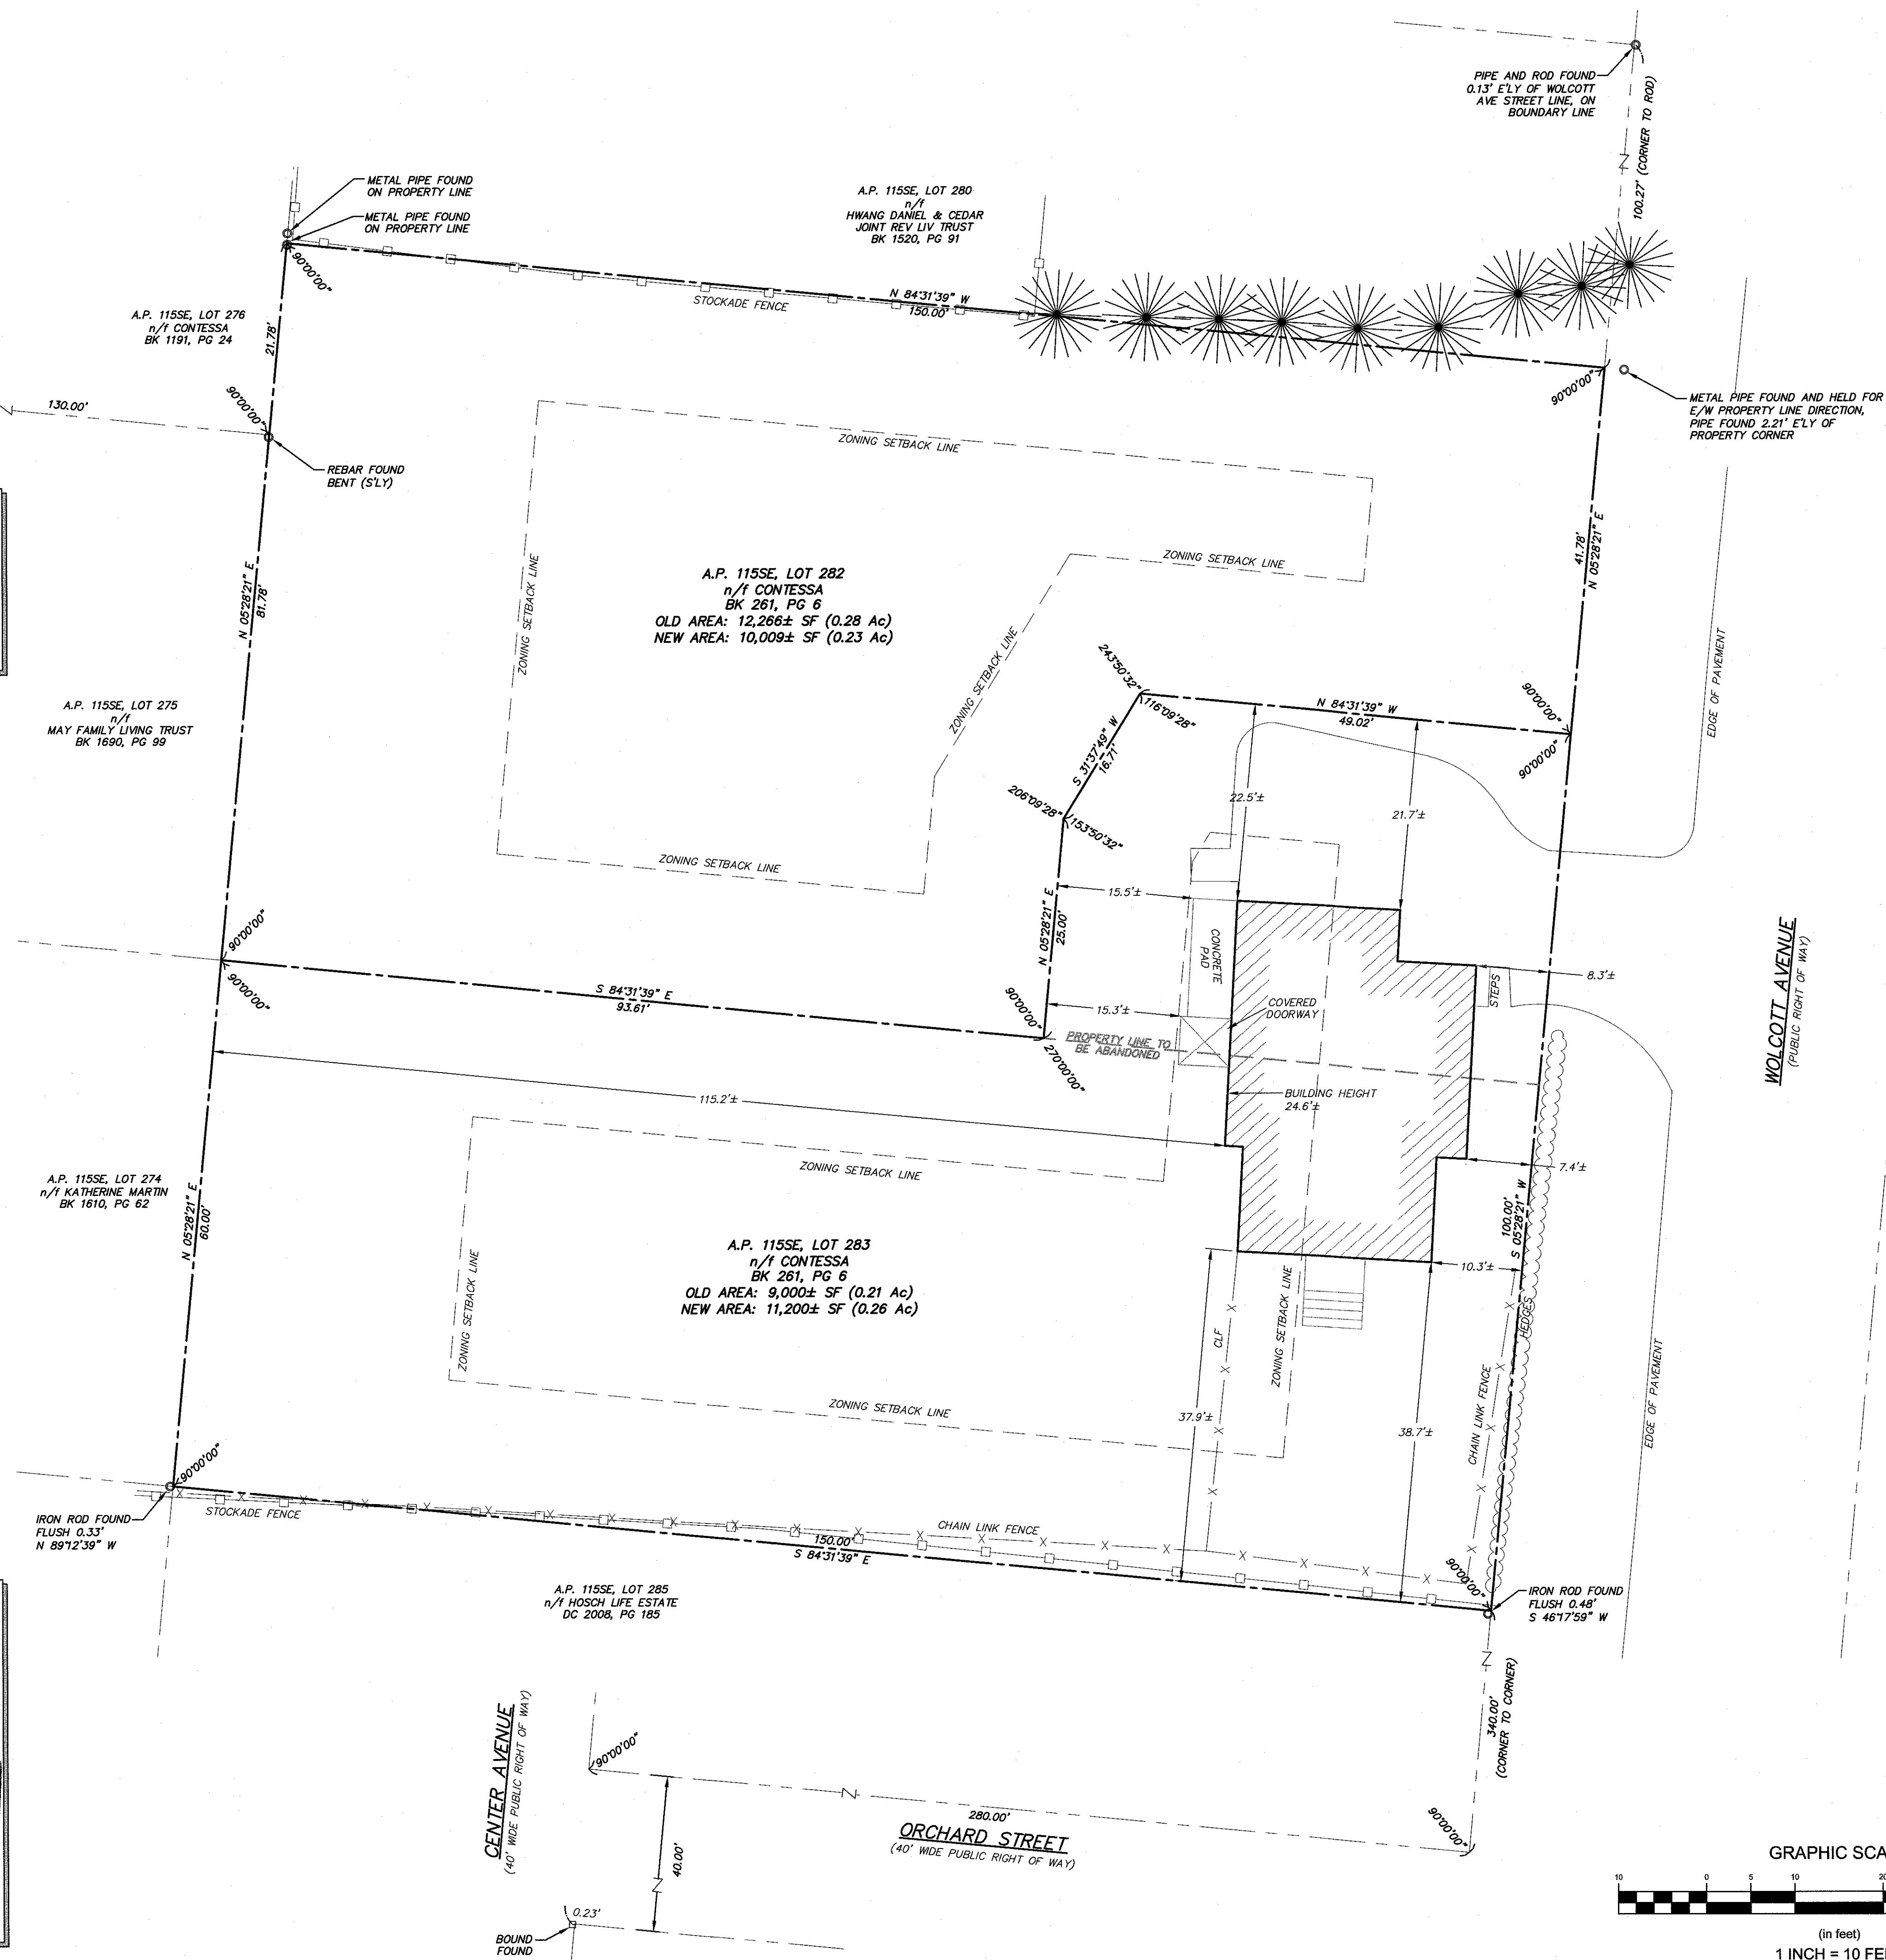 PIPE AND ROD FOUND
0.13' E'LY OF WOLCOTT
AVE STREET LINE, ON
BOUNDARY LINE
100.27' (CORNER TO ROD)
METAL PIPE FOUND
ON PROPERTY LINE
METAL PIPE FOUND
ON PROPERTY LINE
A.P. 115SE, LOT 280
n/f
HWANG DANIEL & CEDAR
JOINT REV LIV TRUST
BK 1520, PG 91
90°00'00"
STOCKADE FENCE
N 84°31'39" W
150.00'
A.P. 115SE, LOT 276
n/f CONTESSA
BK 1191, PG 24
21.78'
90°00'00"
130.00'
REBAR FOUND
BENT (S'LY)
90°00'00"
METAL PIPE FOUND AND HELD FOR
E/W PROPERTY LINE DIRECTION,
PIPE FOUND 2.21' E'LY OF
PROPERTY CORNER
ZONING SETBACK LINE
ZONING SETBACK LINE
ZONING SETBACK LINE
ZONING SETBACK LINE
41.78'
N 05°28'21" E
A.P. 115SE, LOT 282
n/f CONTESSA
BK 261, PG 6
OLD AREA: 12,266± SF (0.28 Ac)
NEW AREA: 10,009± SF (0.23 Ac)
N 05°28'21" E
81.78'
EDGE OF PAVEMENT
A.P. 115SE, LOT 275
n/f
MAY FAMILY LIVING TRUST
BK 1690, PG 99
243°50'32"
116°09'28"
N 84°31'39" W
49.02'
90°00'00"
90°00'00"
S 31°37'49" W
16.71'
206°09'28"
153°50'32"
22.5'±
21.7'±
ZONING SETBACK LINE
15.5'±
N 05°28'21" E
25.00'
CONCRETE
PAD
90°00'00"
90°00'00"
S 84°31'39" E
93.61'
90°00'00"
270°00'00"
15.3'±
COVERED
DOORWAY
STEPS
8.3'±
WOLCOTT AVENUE
(PUBLIC RIGHT OF WAY)
PROPERTY LINE TO
BE ABANDONED
115.2'±
BUILDING HEIGHT
24.6'±
ZONING SETBACK LINE
7.4'±
A.P. 115SE, LOT 274
n/f KATHERINE MARTIN
BK 1610, PG 62
N 05°28'21" E
60.00'
100.00'
S 05°28'21" W
A.P. 115SE, LOT 283
n/f CONTESSA
BK 261, PG 6
OLD AREA: 9,000± SF (0.21 Ac)
NEW AREA: 11,200± SF (0.26 Ac)
ZONING SETBACK LINE
10.3'±
HEDGES
CLF
ZONING SETBACK LINE
CHAIN LINK FENCE
EDGE OF PAVEMENT
ZONING SETBACK LINE
37.9'±
38.7'±
90°00'00"
IRON ROD FOUND
FLUSH 0.33'
N 89°12'39" W
STOCKADE FENCE
CHAIN LINK FENCE
150.00'
S 84°31'39" E
90°00'00"
IRON ROD FOUND
FLUSH 0.48'
S 46°17'59" W
A.P. 115SE, LOT 285
n/f HOSCH LIFE ESTATE
DC 2008, PG 185
340.00'
(CORNER TO CORNER)
CENTER AVENUE
(40' WIDE PUBLIC RIGHT OF WAY)
90°00'00"
280.00'
ORCHARD STREET
(40' WIDE PUBLIC RIGHT OF WAY)
90°00'00"
40.00'
0.23'
BOUND
FOUND
GRAPHIC SCA
10 0 5 10 20
(in feet)
1 INCH = 10 FEE